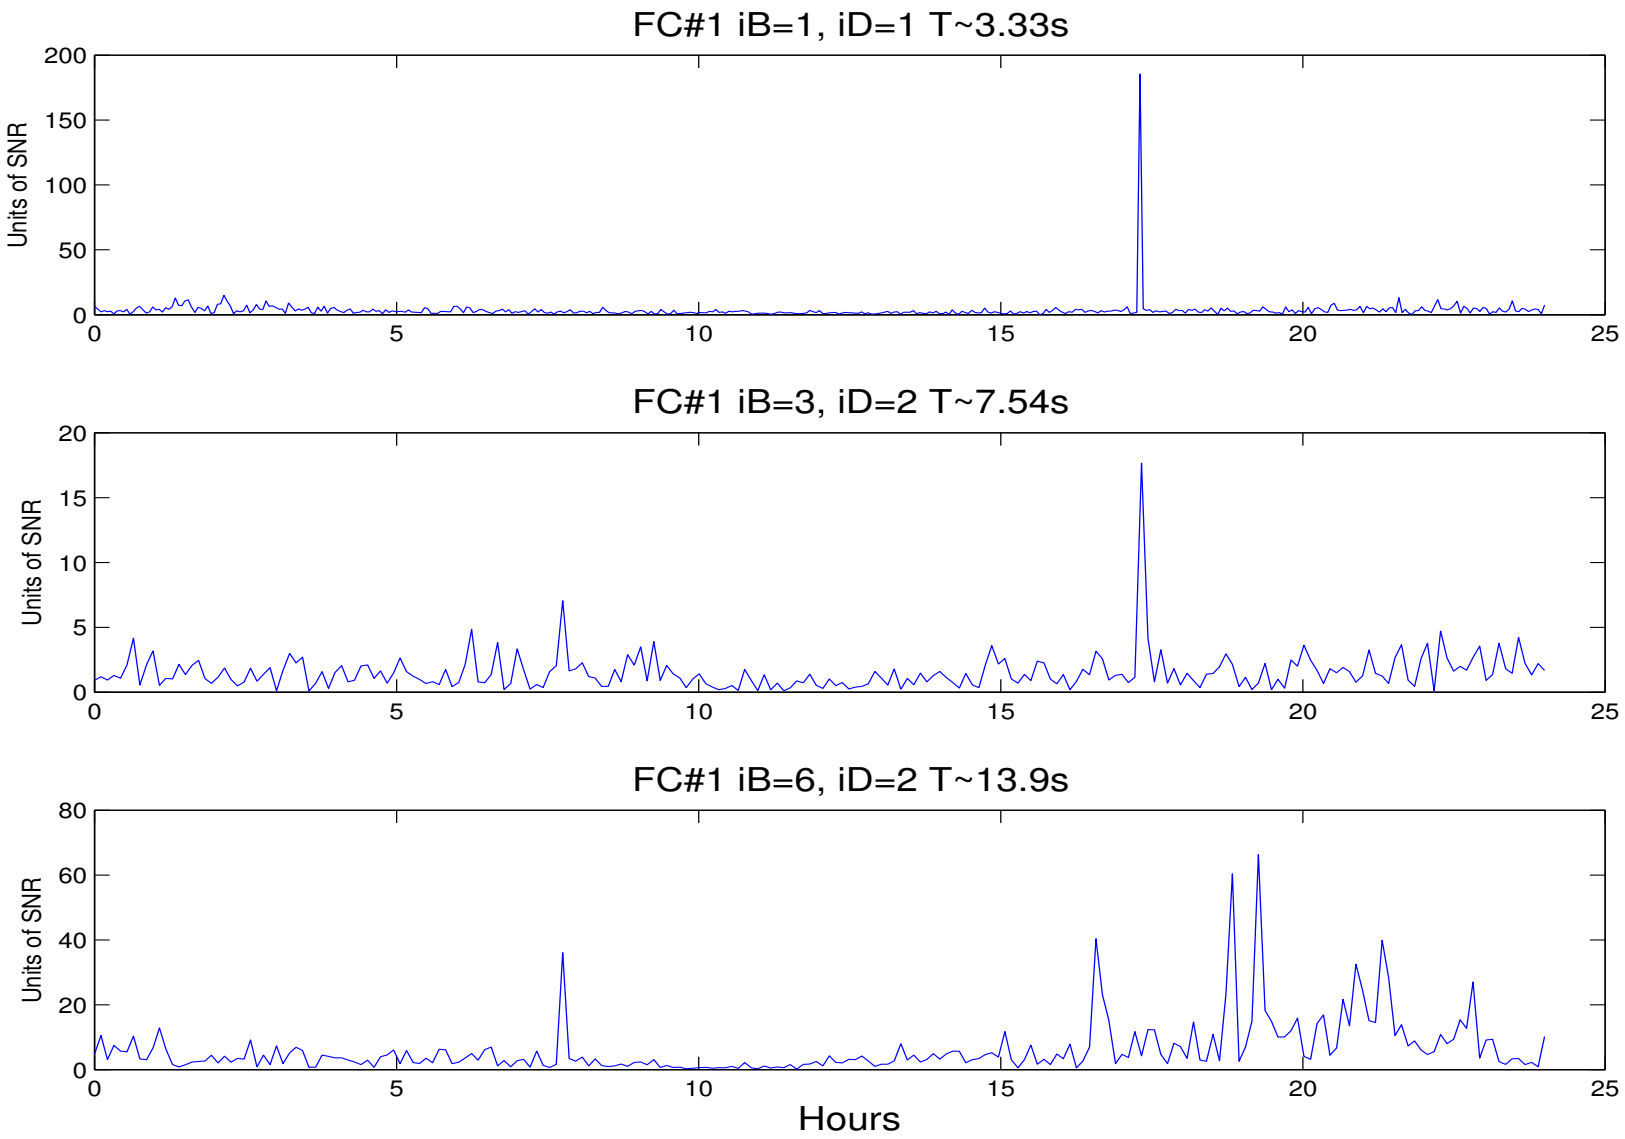 FC#1 iB=1, iD=1 T~3.33s
200
150
100
50
0
Units of SNR
0 5 10 15 20 25
FC#1 iB=3, iD=2 T~7.54s
20
15
10
5
0
Units of SNR
0 5 10 15 20 25
FC#1 iB=6, iD=2 T~13.9s
80
60
40
20
0
Units of SNR
0 5 10 15 20 25
Hours